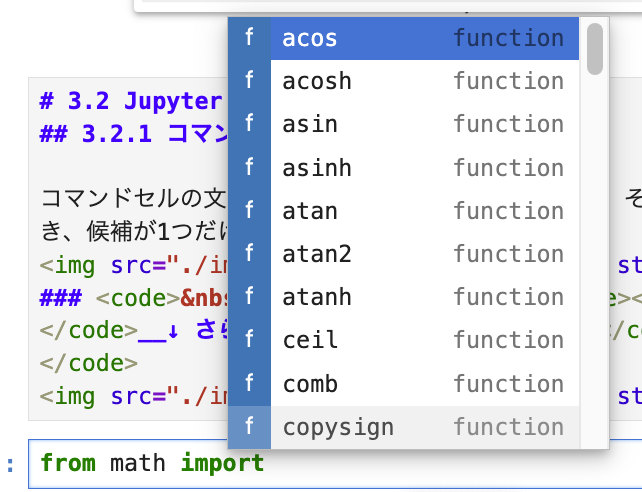 f acos function
f acosh function
f asin function
f asinh function
f atan function
f atan2 function
f atanh function
f ceil function
f comb function
f copysign function
# 3.2 Jupyter
## 3.2.1 コマン
コマンドセルの文 そ
き、候補が1つだけ
<img src="./im st
### <code>&nbs e><
</code>__↓ さら /co
</code>
<img src="./im st
: from math import